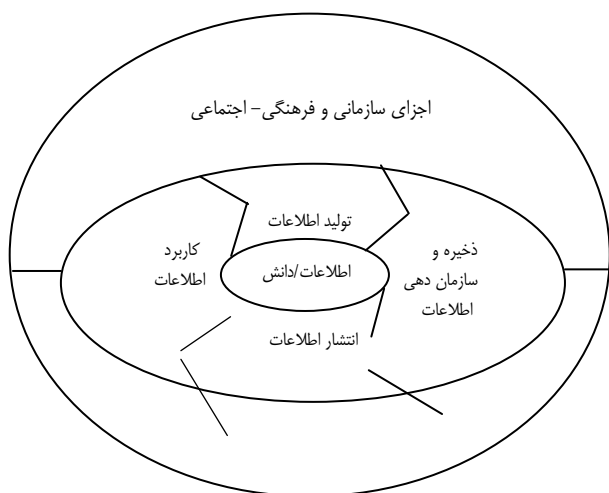 اجزای سازمانی و فرهنگی- اجتماعی
تولید اطلاعات
ذخیره و
سازمان دهی
اطلاعات
اطلاعات/دانش
کاربرد
اطلاعات
انتشار اطلاعات